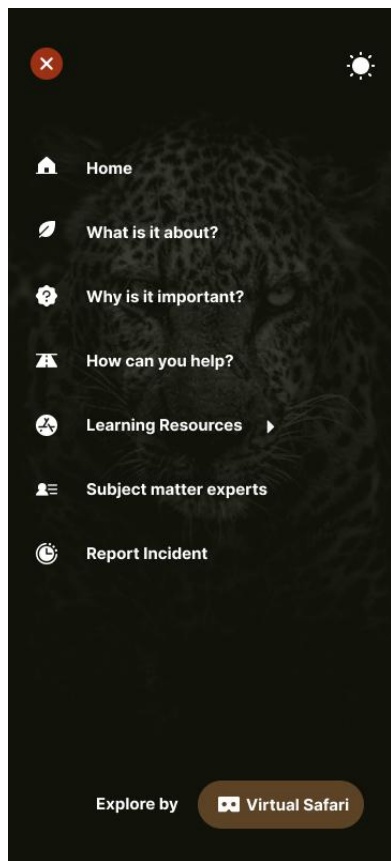 Home
What is it about?
Why is it important?
How can you help?
Learning Resources
Subject matter experts
Report Incident
Explore by
Virtual Safari